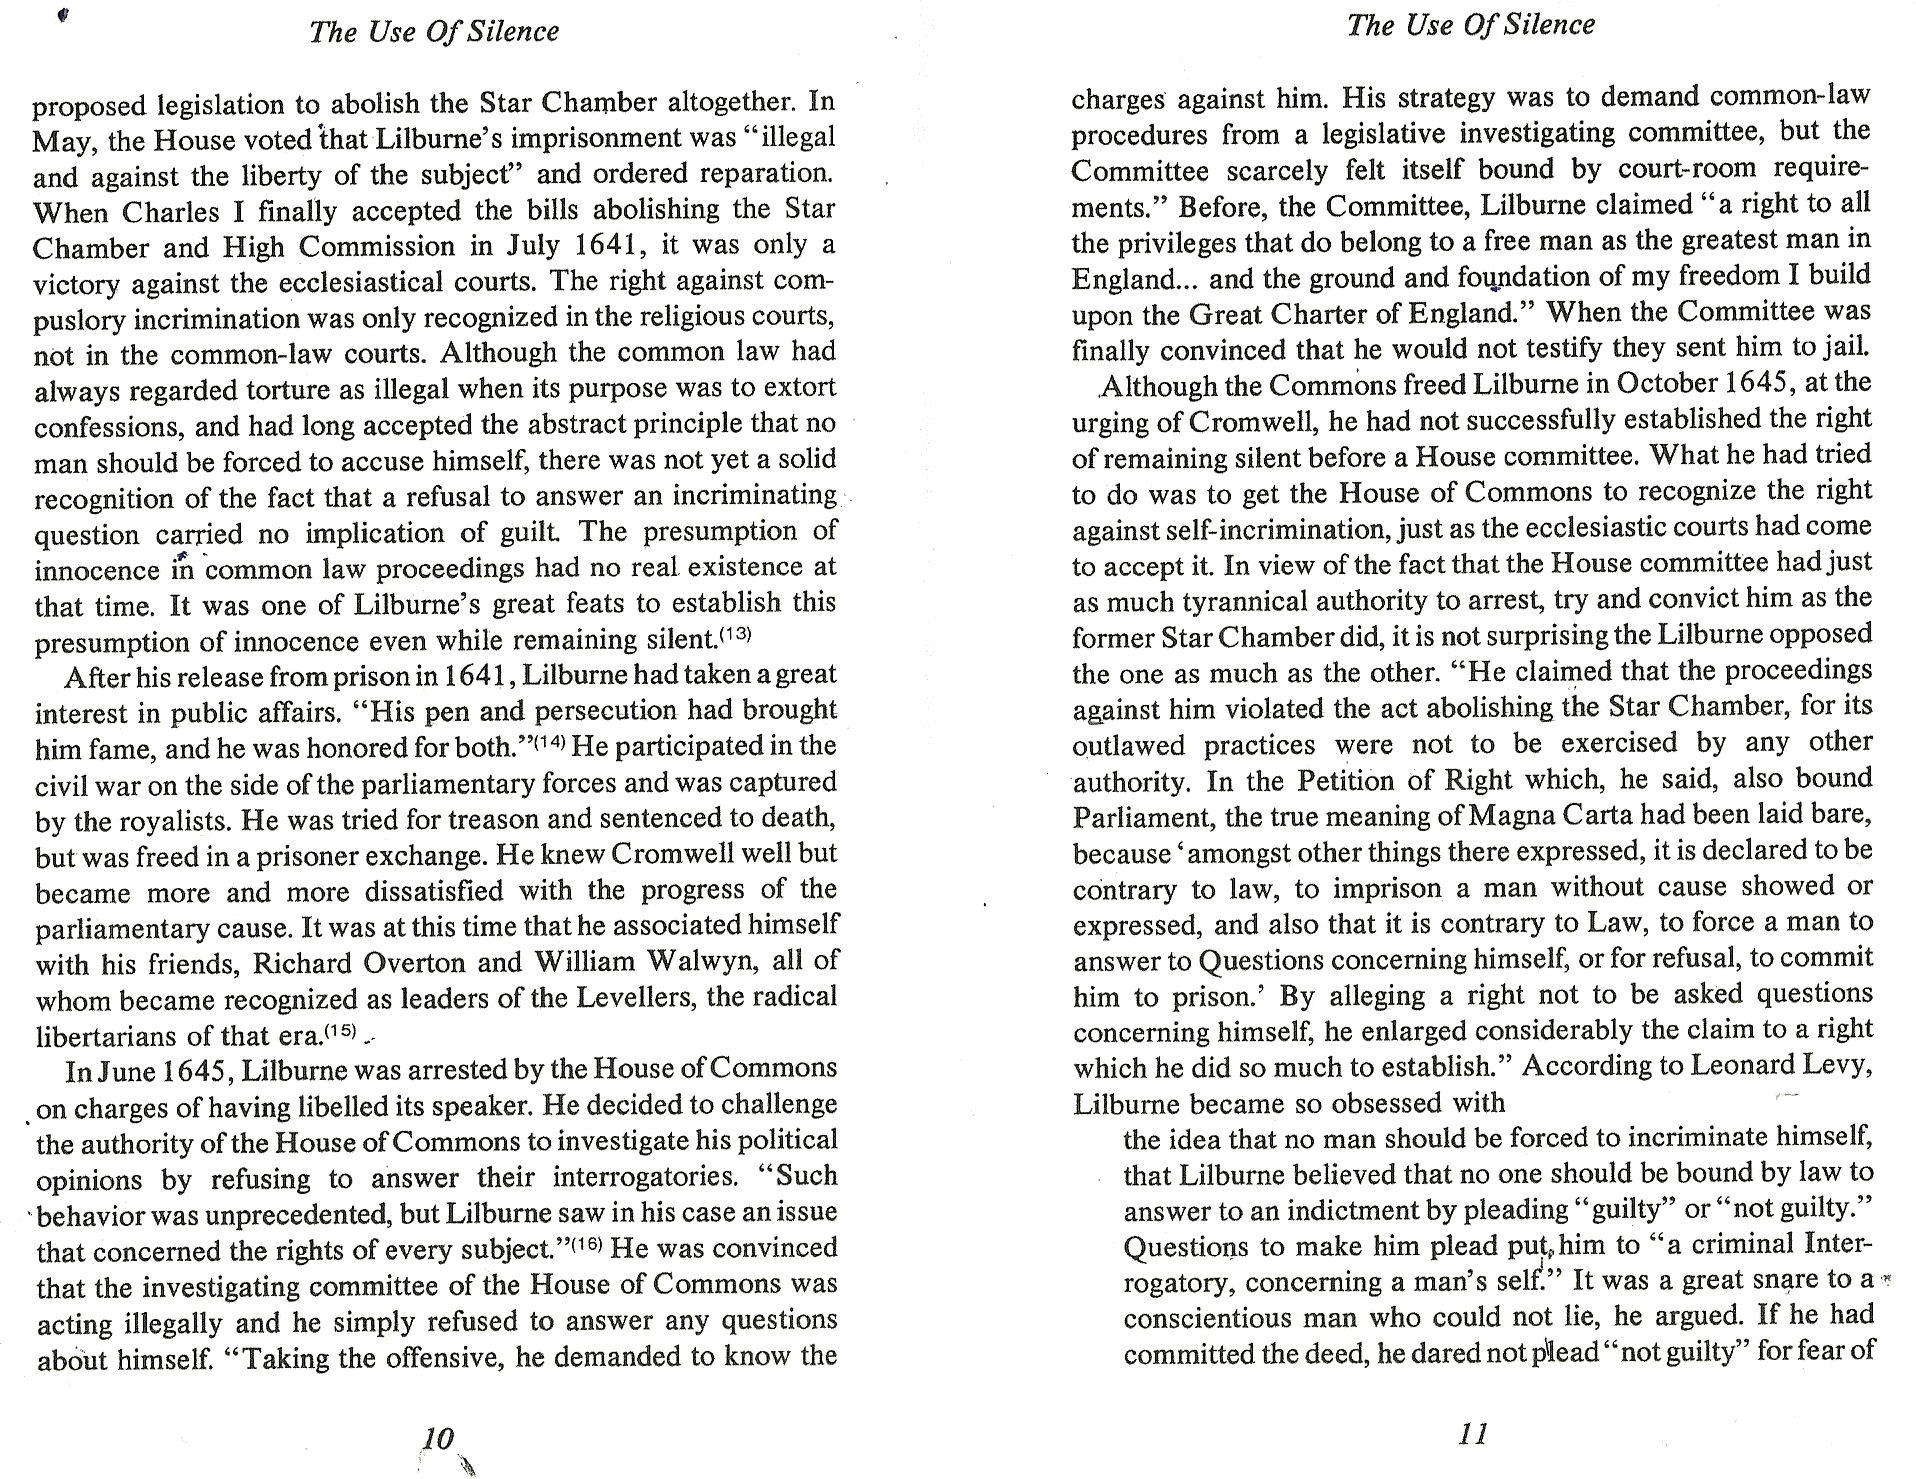 The Use Of Silence
proposed legislation to abolish the Star Chamber altogether. In
May, the House voted that Lilburne's imprisonment was “illegal
and against the liberty of the subject” and ordered reparation.
When Charles I finally accepted the bills abolishing the Star
Chamber and High Commission in July 1641, it was only a
victory against the ecclesiastical courts. The right against com-
puslory incrimination was only recognized in the religious courts,
not in the common-law courts. Although the common law had
always regarded torture as illegal when its purpose was to extort
confessions, and had long accepted the abstract principle that no
man should be forced to accuse himself, there was not yet a solid
recognition of the fact that a refusal to answer an incriminating
question carried no implication of guilt. The presumption of
innocence in common law proceedings had no real existence at
that time. It was one of Lilburne's great feats to establish this
presumption of innocence even while remaining silent.(13)
After his release from prison in 1641, Lilburne had taken a great
interest in public affairs. “His pen and persecution had brought
him fame, and he was honored for both.”(14) He participated in the
civil war on the side of the parliamentary forces and was captured
by the royalists. He was tried for treason and sentenced to death,
but was freed in a prisoner exchange. He knew Cromwell well but
became more and more dissatisfied with the progress of the
parliamentary cause. It was at this time that he associated himself
with his friends, Richard Overton and William Walwyn, all of
whom became recognized as leaders of the Levellers, the radical
libertarians of that era.(15)
In June 1645, Lilburne was arrested by the House of Commons
on charges of having libelled its speaker. He decided to challenge
the authority of the House of Commons to investigate his political
opinions by refusing to answer their interrogatories. “Such
behavior was unprecedented, but Lilburne saw in his case an issue
that concerned the rights of every subject.”(16) He was convinced
that the investigating committee of the House of Commons was
acting illegally and he simply refused to answer any questions
about himself. “Taking the offensive, he demanded to know the
10
The Use Of Silence
charges against him. His strategy was to demand common-law
procedures from a legislative investigating committee, but the
Committee scarcely felt itself bound by court-room require-
ments.” Before, the Committee, Lilburne claimed “a right to all
the privileges that do belong to a free man as the greatest man in
England... and the ground and foundation of my freedom I build
upon the Great Charter of England.” When the Committee was
finally convinced that he would not testify they sent him to jail.
Although the Commons freed Lilburne in October 1645, at the
urging of Cromwell, he had not successfully established the right
of remaining silent before a House committee. What he had tried
to do was to get the House of Commons to recognize the right
against self-incrimination, just as the ecclesiastic courts had come
to accept it. In view of the fact that the House committee had just
as much tyrannical authority to arrest, try and convict him as the
former Star Chamber did, it is not surprising the Lilburne opposed
the one as much as the other. “He claimed that the proceedings
against him violated the act abolishing the Star Chamber, for its
outlawed practices were not to be exercised by any other
authority. In the Petition of Right which, he said, also bound
Parliament, the true meaning of Magna Carta had been laid bare,
because ‘amongst other things there expressed, it is declared to be
contrary to law, to imprison a man without cause showed or
expressed, and also that it is contrary to Law, to force a man to
answer to Questions concerning himself, or for refusal, to commit
him to prison.’ By alleging a right not to be asked questions
concerning himself, he enlarged considerably the claim to a right
which he did so much to establish.” According to Leonard Levy,
Lilburne became so obsessed with
the idea that no man should be forced to incriminate himself,
that Lilburne believed that no one should be bound by law to
answer to an indictment by pleading “guilty” or “not guilty.”
Questions to make him plead put him to “a criminal Inter-
rogatory, concerning a man's self.” It was a great snare to a
conscientious man who could not lie, he argued. If he had
committed the deed, he dared not plead “not guilty” for fear of
11